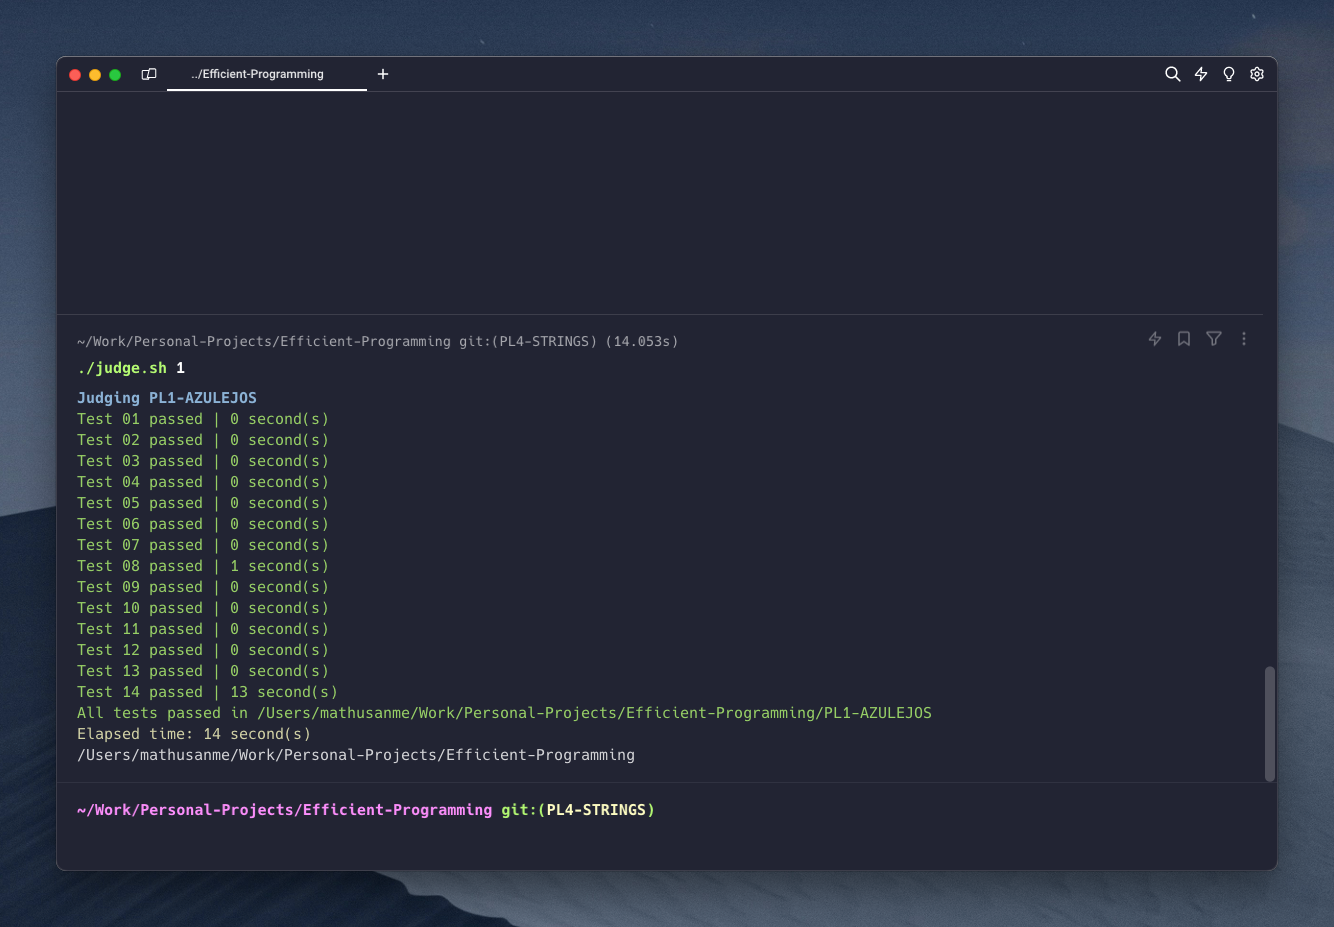 ../Efficient-Programming
~/Work/Personal-Projects/Efficient-Programming git:(PL4-STRINGS) (14.053s)
./judge.sh 1
Judging PL1-AZULEJOS
Test 01 passed | 0 second(s)
Test 02 passed | 0 second(s)
Test 03 passed | 0 second(s)
Test 04 passed | 0 second(s)
Test 05 passed | 0 second(s)
Test 06 passed | 0 second(s)
Test 07 passed | 0 second(s)
Test 08 passed | 1 second(s)
Test 09 passed | 0 second(s)
Test 10 passed | 0 second(s)
Test 11 passed | 0 second(s)
Test 12 passed | 0 second(s)
Test 13 passed | 0 second(s)
Test 14 passed | 13 second(s)
All tests passed in /Users/mathusanme/Work/Personal-Projects/Efficient-Programming/PL1-AZULEJOS
Elapsed time: 14 second(s)
/Users/mathusanme/Work/Personal-Projects/Efficient-Programming
~/Work/Personal-Projects/Efficient-Programming git:(PL4-STRINGS)